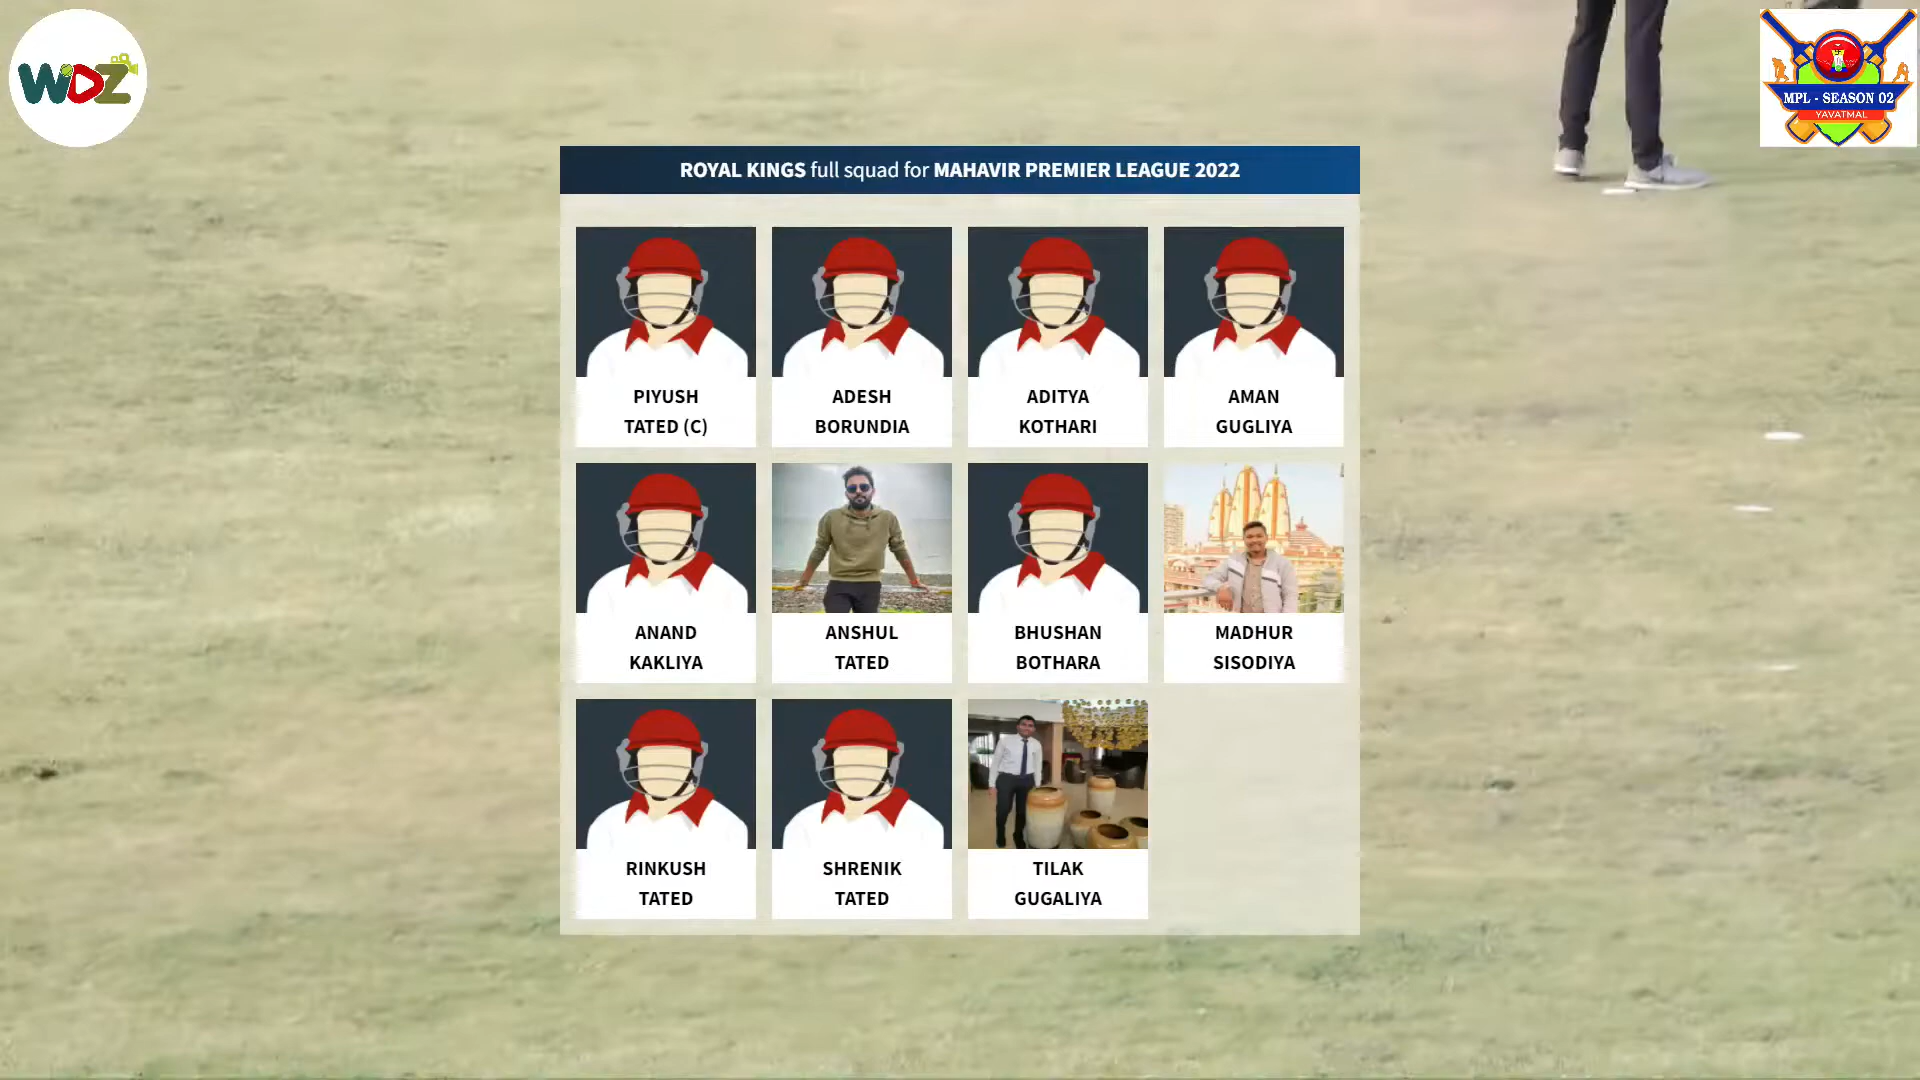 WDZ
MPL - SEASON 02
YAVATMAL
ROYAL KINGS full squad for MAHAVIR PREMIER LEAGUE 2022
PIYUSH
TATED (C)
ADESH
BORUNDIA
ADITYA
KOTHARI
AMAN
GUGLIYA
ANAND
KAKLIYA
ANSHUL
TATED
BHUSHAN
BOTHARA
MADHUR
SISODIYA
RINKUSH
TATED
SHRENIK
TATED
TILAK
GUGALIYA